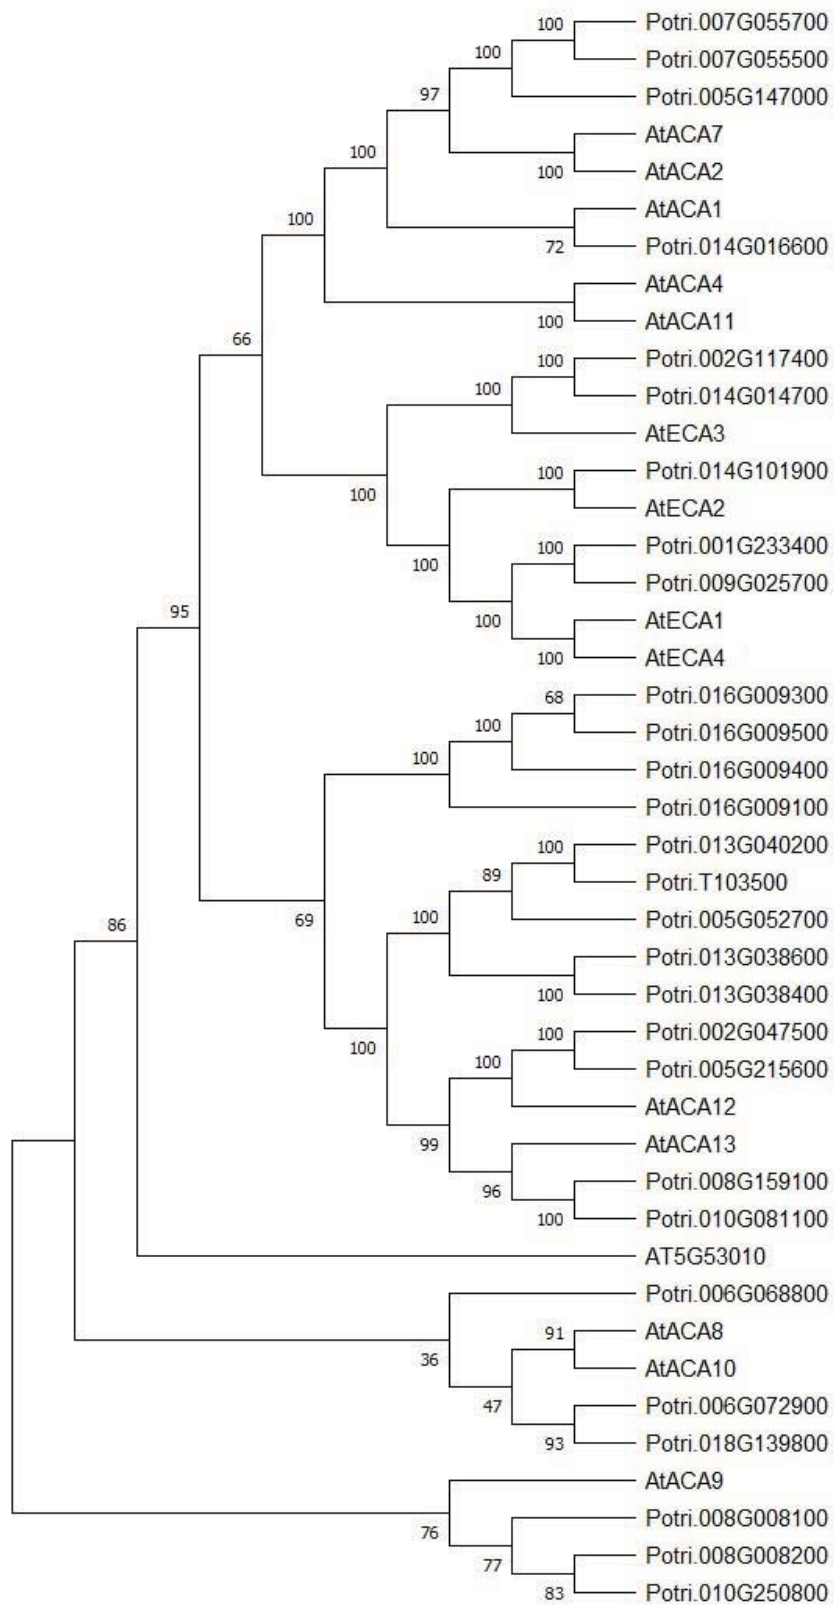 100
Potri.007G055700
100
Potri.007G055500
97
Potri.005G147000
100
AtACA7
100
AtACA2
100
AtACA1
72
Potri.014G016600
AtACA4
100
AtACA11
66
100
Potri.002G117400
100
Potri.014G014700
AtECA3
100
100
Potri.014G101900
AtECA2
100
100
Potri.001G233400
Potri.009G025700
95
100
AtECA1
100
AtECA4
68
Potri.016G009300
100
Potri.016G009500
100
Potri.016G009400
Potri.016G009100
100
Potri.013G040200
89
Potri.T103500
86
69
100
Potri.005G052700
Potri.013G038600
100
Potri.013G038400
100
100
Potri.002G047500
100
Potri.005G215600
AtACA12
99
AtACA13
96
Potri.008G159100
100
Potri.010G081100
AT5G53010
Potri.006G068800
91
AtACA8
36
AtACA10
47
Potri.006G072900
93
Potri.018G139800
AtACA9
76
Potri.008G008100
77
Potri.008G008200
83
Potri.010G250800